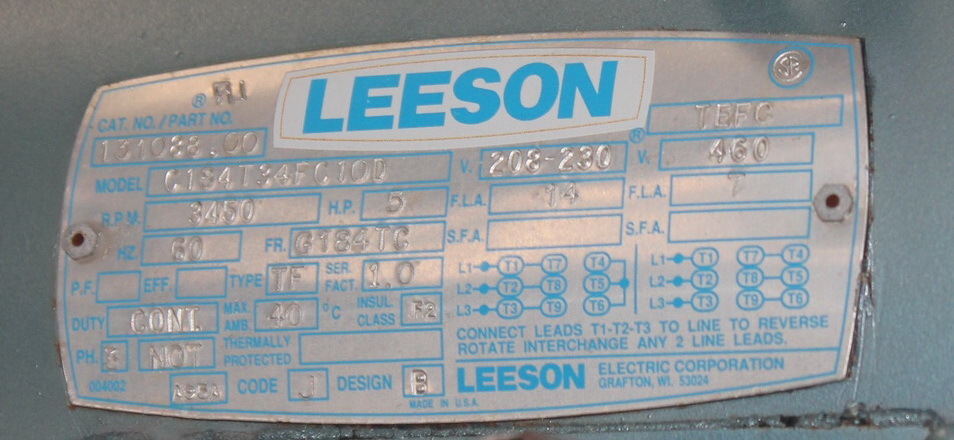 LEESON ®
CAT. NO. / PART NO.
131088.00
TEFC
MODEL C184T34FC10D V. 208-230 V. 460
R.P.M. 3450 H.P. 5 F.L.A. 14 F.L.A. 7
HZ. 60 FR. G184TC S.F.A. S.F.A.
P.F. EFF. TYPE TF SER. FACT. 1.0
DUTY CONT MAX. AMB. 40 °C INSUL. CLASS
PH. NOT THERMALLY PROTECTED
004002 CODE J DESIGN B
MADE IN U.S.A.
L1 T1 T7 T4 L1 T1 T7 T4
L2 T2 T8 T5 L2 T2 T8 T5
L3 T3 T9 T6 L3 T3 T9 T6
CONNECT LEADS T1-T2-T3 TO LINE TO REVERSE
ROTATE INTERCHANGE ANY 2 LINE LEADS.
LEESON ELECTRIC CORPORATION
GRAFTON, WI. 53024